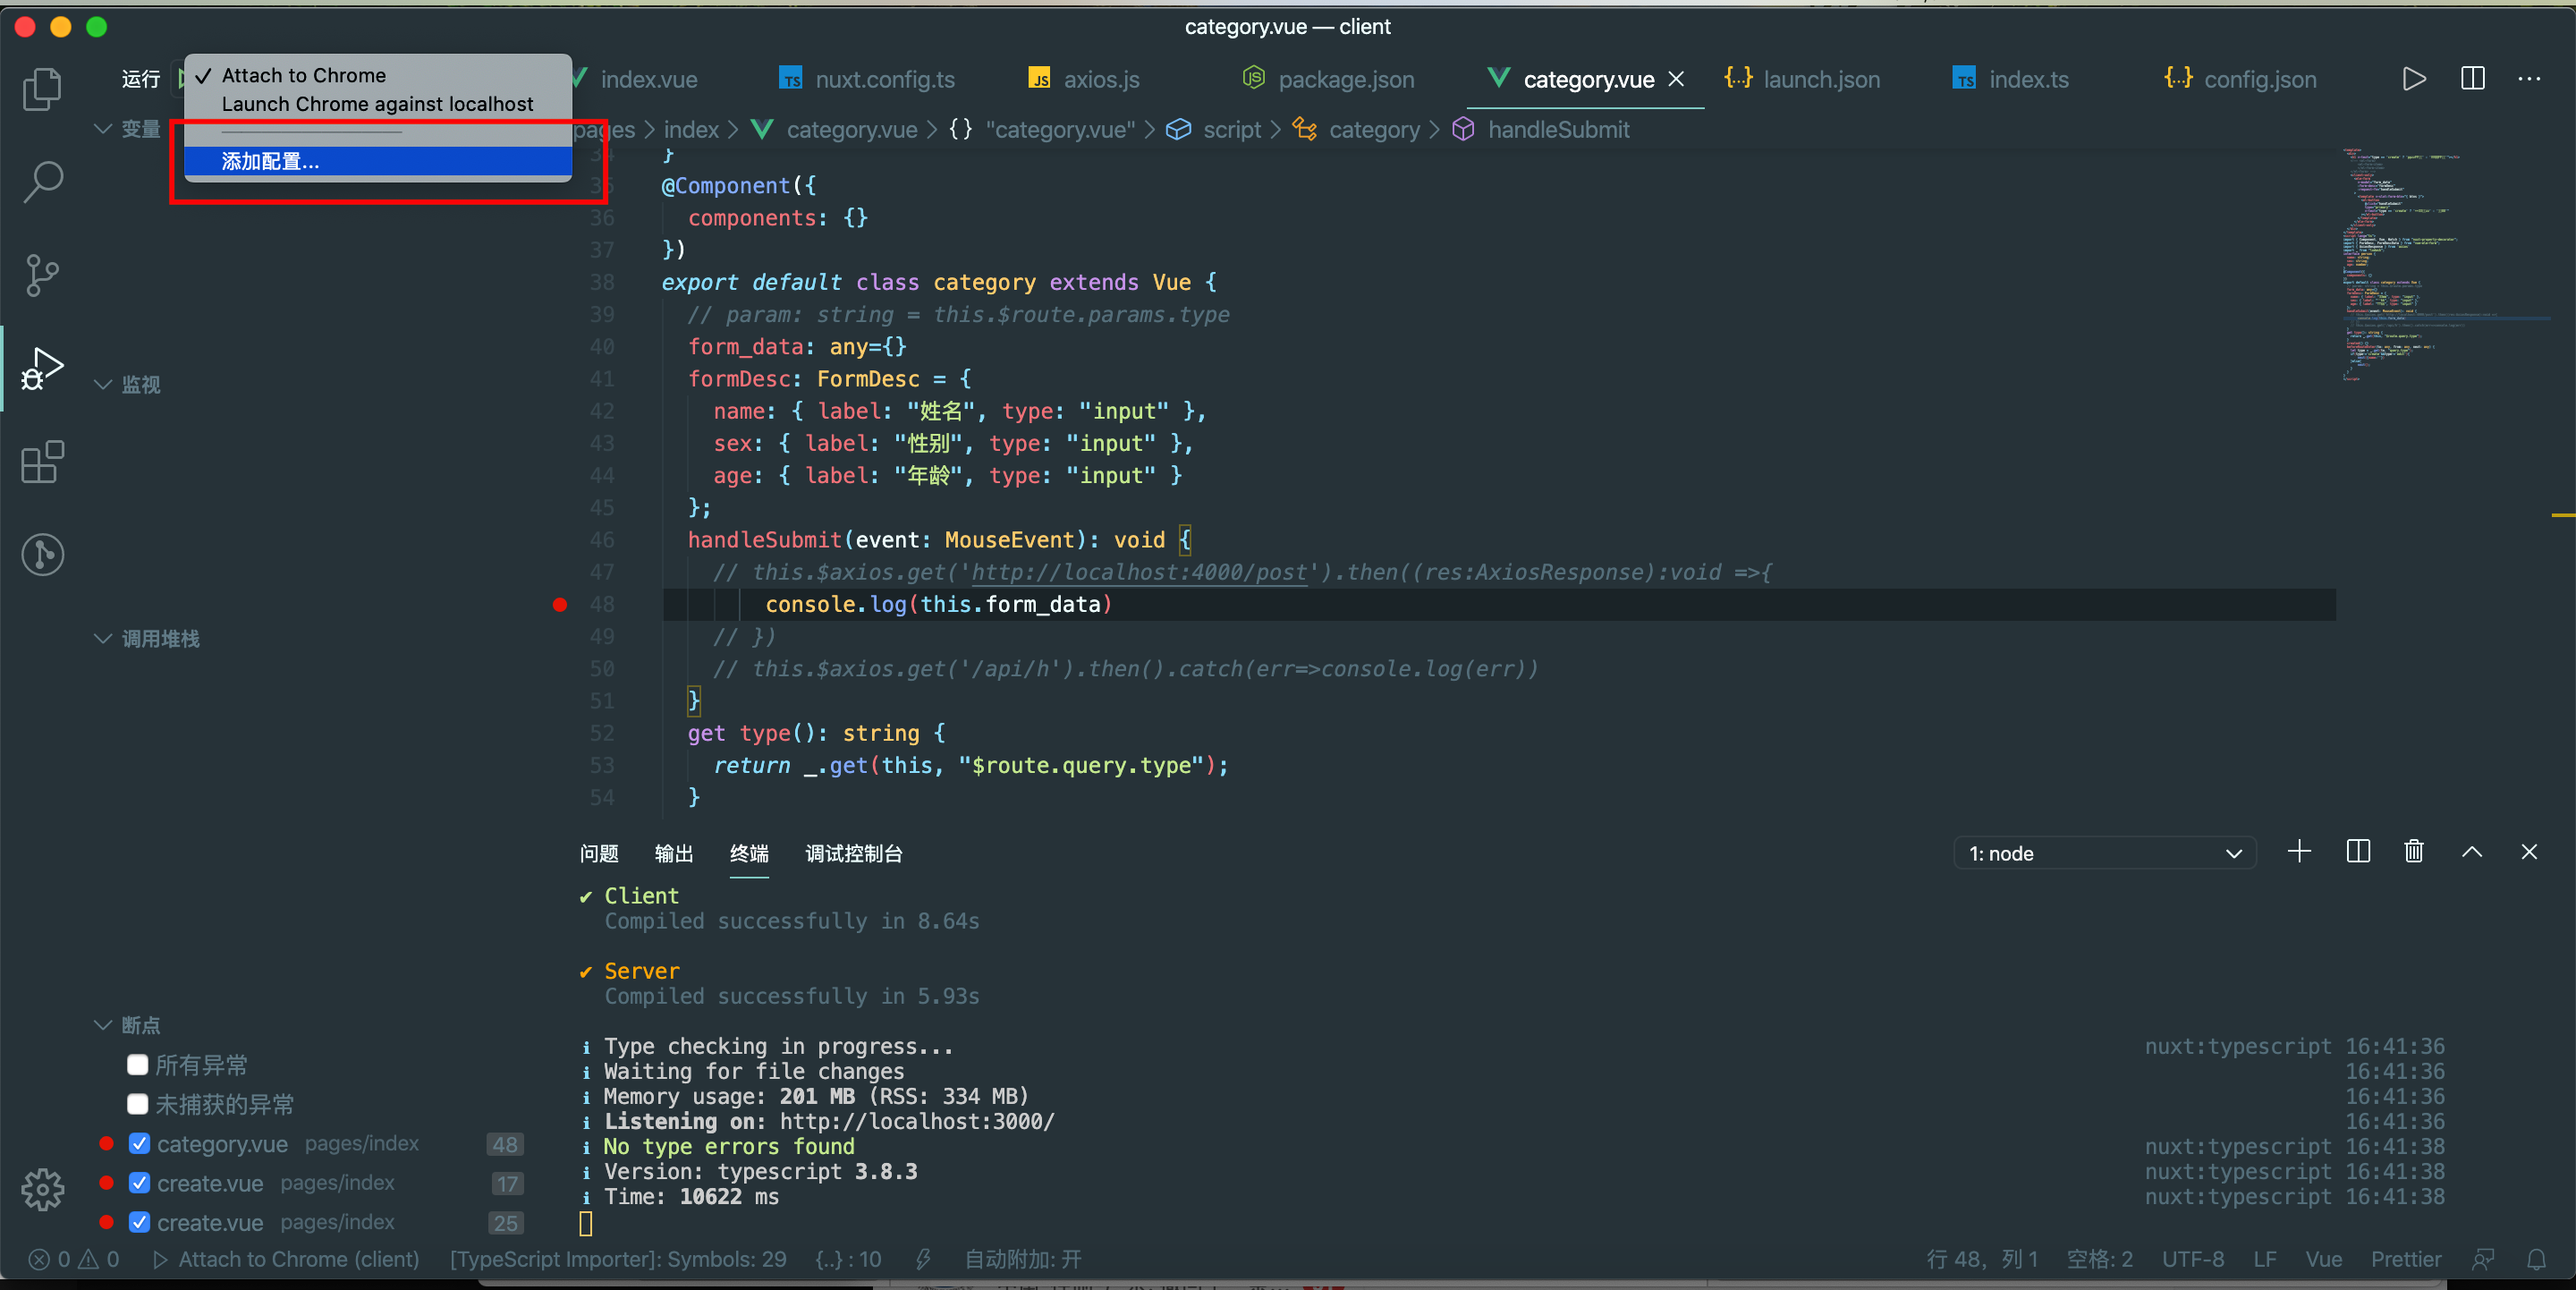 category.vue — client
运行
Attach to Chrome
Launch Chrome against localhost
添加配置...
index.vue
TS nuxt.config.ts
JS axios.js
package.json
category.vue
{..} launch.json
TS index.ts
{..} config.json
变量
pages > index > category.vue > {} "category.vue" > script > category > handleSubmit
34 }
35 @Component({
36 components: {}
37 })
38 export default class category extends Vue {
39 // param: string = this.$route.params.type
40 form_data: any={}
41 formDesc: FormDesc = {
42 name: { label: "姓名", type: "input" },
43 sex: { label: "性别", type: "input" },
44 age: { label: "年龄", type: "input" }
45 };
46 handleSubmit(event: MouseEvent): void {
47 // this.$axios.get('http://localhost:4000/post').then((res:AxiosResponse):void =>{
48 console.log(this.form_data)
49 // })
50 // this.$axios.get('/api/h').then().catch(err=>console.log(err))
51 }
52 get type(): string {
53 return _.get(this, "$route.query.type");
54 }
监视
调用堆栈
断点
所有异常
未捕获的异常
category.vue pages/index 48
create.vue pages/index 17
create.vue pages/index 25
问题 输出 终端 调试控制台
1: node
✔ Client
Compiled successfully in 8.64s
✔ Server
Compiled successfully in 5.93s
ℹ Type checking in progress... nuxt:typescript 16:41:36
ℹ Waiting for file changes 16:41:36
ℹ Memory usage: 201 MB (RSS: 334 MB) 16:41:36
ℹ Listening on: http://localhost:3000/ 16:41:36
ℹ No type errors found nuxt:typescript 16:41:38
ℹ Version: typescript 3.8.3 nuxt:typescript 16:41:38
ℹ Time: 10622 ms nuxt:typescript 16:41:38
0 0 Attach to Chrome (client) [TypeScript Importer]: Symbols: 29 {..} : 10 自动附加: 开 行 48，列 1 空格: 2 UTF-8 LF Vue Prettier